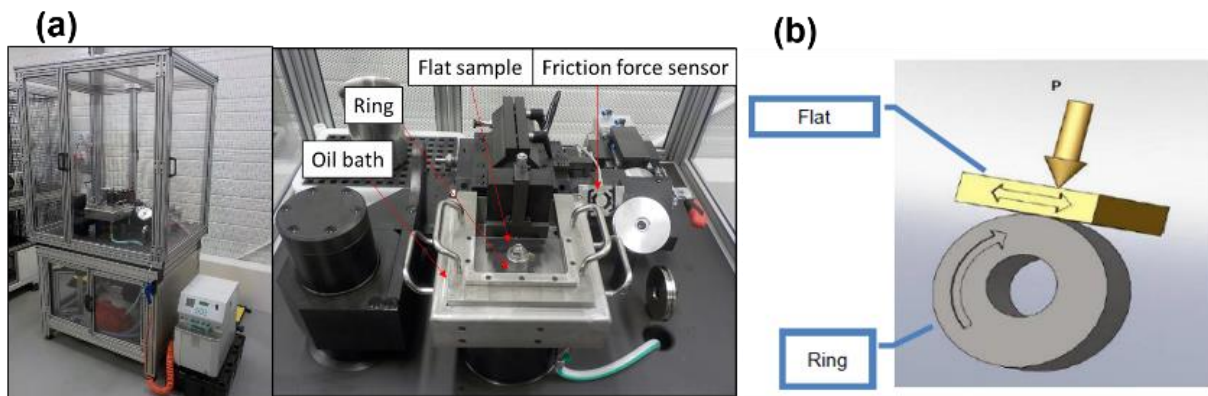 (a)
Flat sample
Friction force sensor
Ring
Oil bath
(b)
P
Flat
Ring